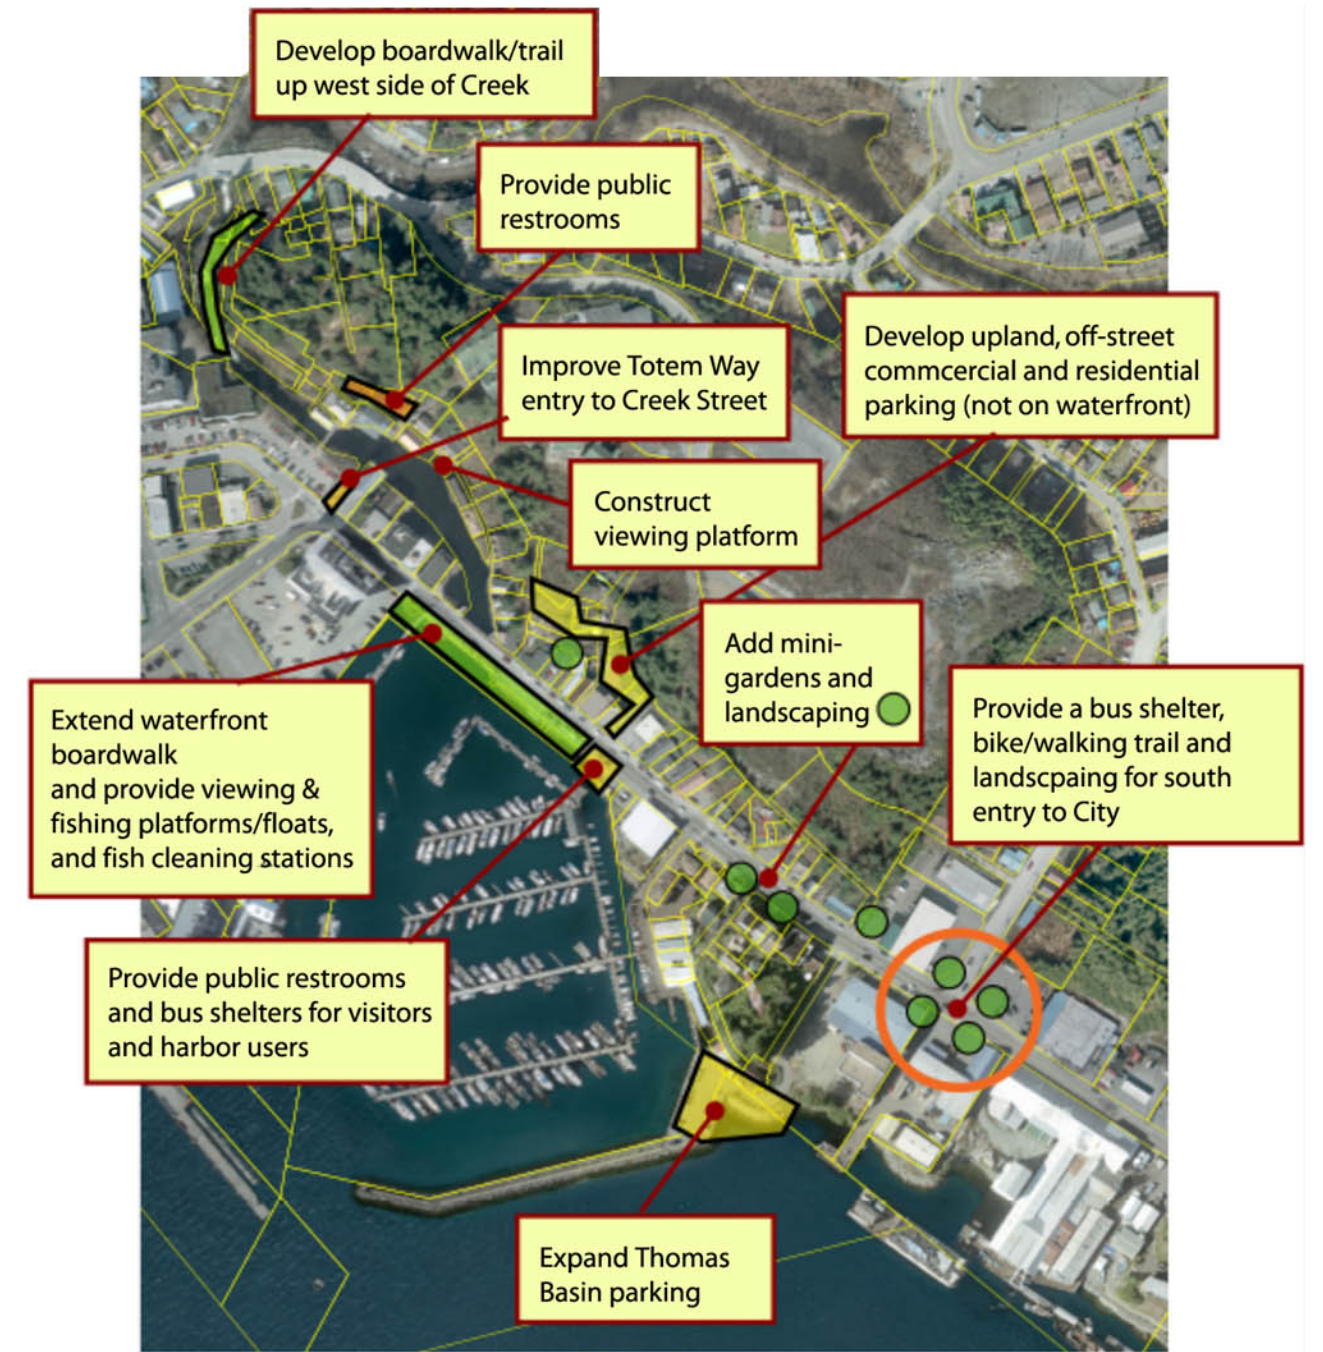 Develop boardwalk/trail
up west side of Creek
Provide public
restrooms
Improve Totem Way
entry to Creek Street
Develop upland, off-street
commcercial and residential
parking (not on waterfront)
Construct
viewing platform
Add mini-
gardens and
landscaping
Extend waterfront
boardwalk
and provide viewing &
fishing platforms/floats,
and fish cleaning stations
Provide a bus shelter,
bike/walking trail and
landscpaing for south
entry to City
Provide public restrooms
and bus shelters for visitors
and harbor users
Expand Thomas
Basin parking